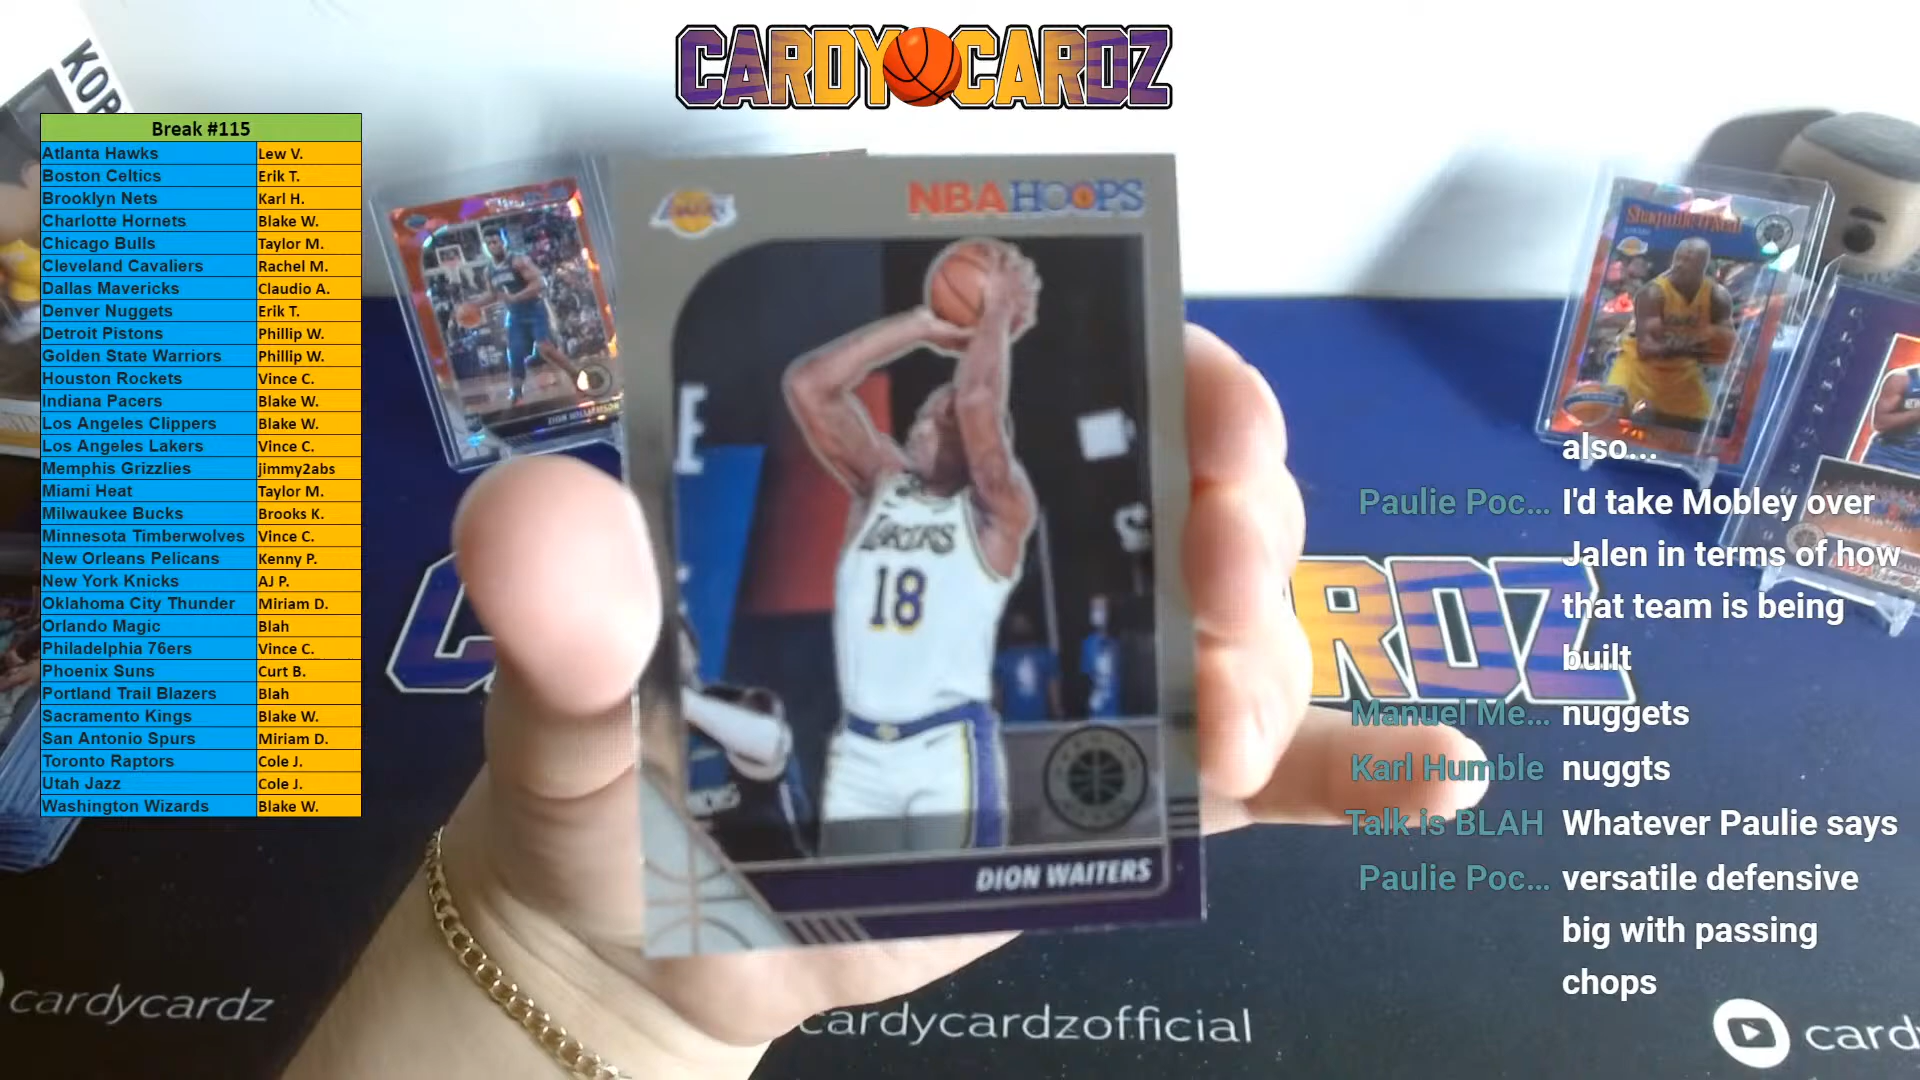 CARDY CARDZ
KOB
Break #115
Atlanta Hawks Lew V.
Boston Celtics Erik T.
Brooklyn Nets Karl H.
Charlotte Hornets Blake W.
Chicago Bulls Taylor M.
Cleveland Cavaliers Rachel M.
Dallas Mavericks Claudio A.
Denver Nuggets Erik T.
Detroit Pistons Phillip W.
Golden State Warriors Phillip W.
Houston Rockets Vince C.
Indiana Pacers Blake W.
Los Angeles Clippers Blake W.
Los Angeles Lakers Vince C.
Memphis Grizzlies jimmy2abs
Miami Heat Taylor M.
Milwaukee Bucks Brooks K.
Minnesota Timberwolves Vince C.
New Orleans Pelicans Kenny P.
New York Knicks AJ P.
Oklahoma City Thunder Miriam D.
Orlando Magic Blah
Philadelphia 76ers Vince C.
Phoenix Suns Curt B.
Portland Trail Blazers Blah
Sacramento Kings Blake W.
San Antonio Spurs Miriam D.
Toronto Raptors Cole J.
Utah Jazz Cole J.
Washington Wizards Blake W.
ZION WILLIAMSON
LAKERS
NBA HOOPS
LAKERS
18
DION WAITERS
Shaquille O'Neal
also...
Paulie Poc... I'd take Mobley over
Jalen in terms of how
that team is being
built
Manuel Me... nuggets
Karl Humble nuggts
Talk is BLAH Whatever Paulie says
Paulie Poc... versatile defensive
big with passing
chops
RDZ
cardycardz
cardycardzofficial
card